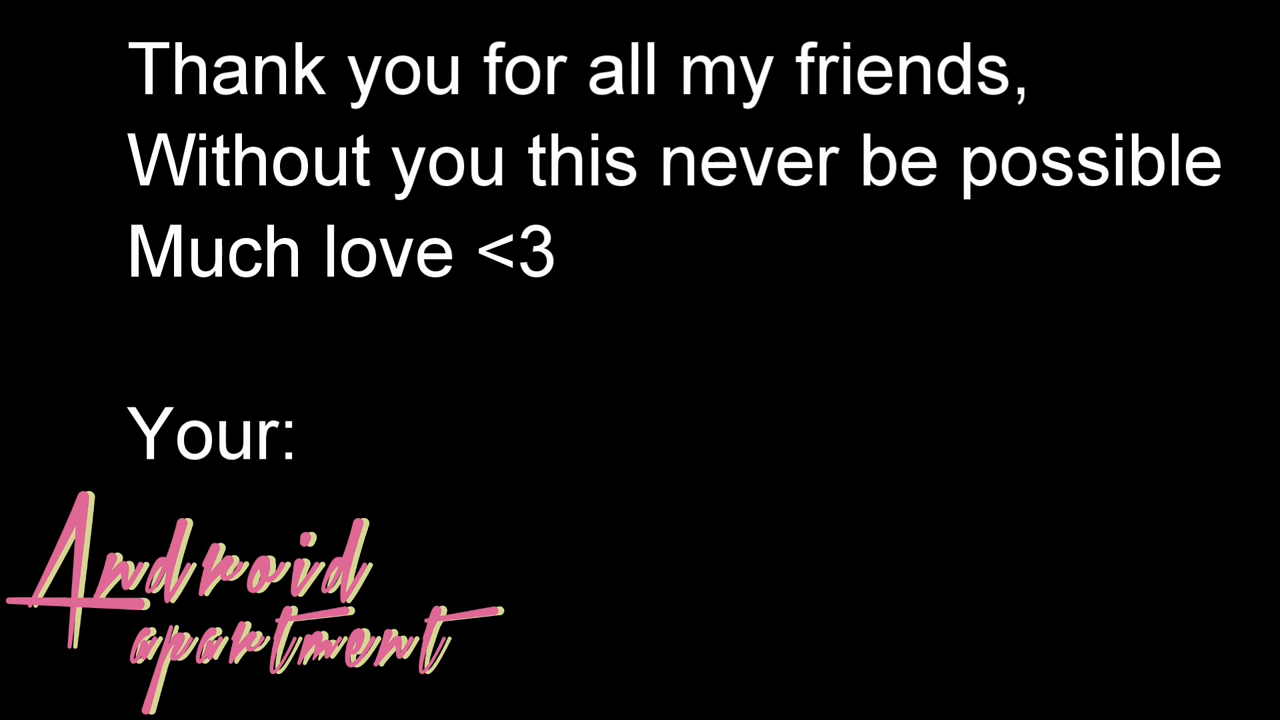 Thank you for all my friends,
Without you this never be possible
Much love <3
Your:
Android
apartment